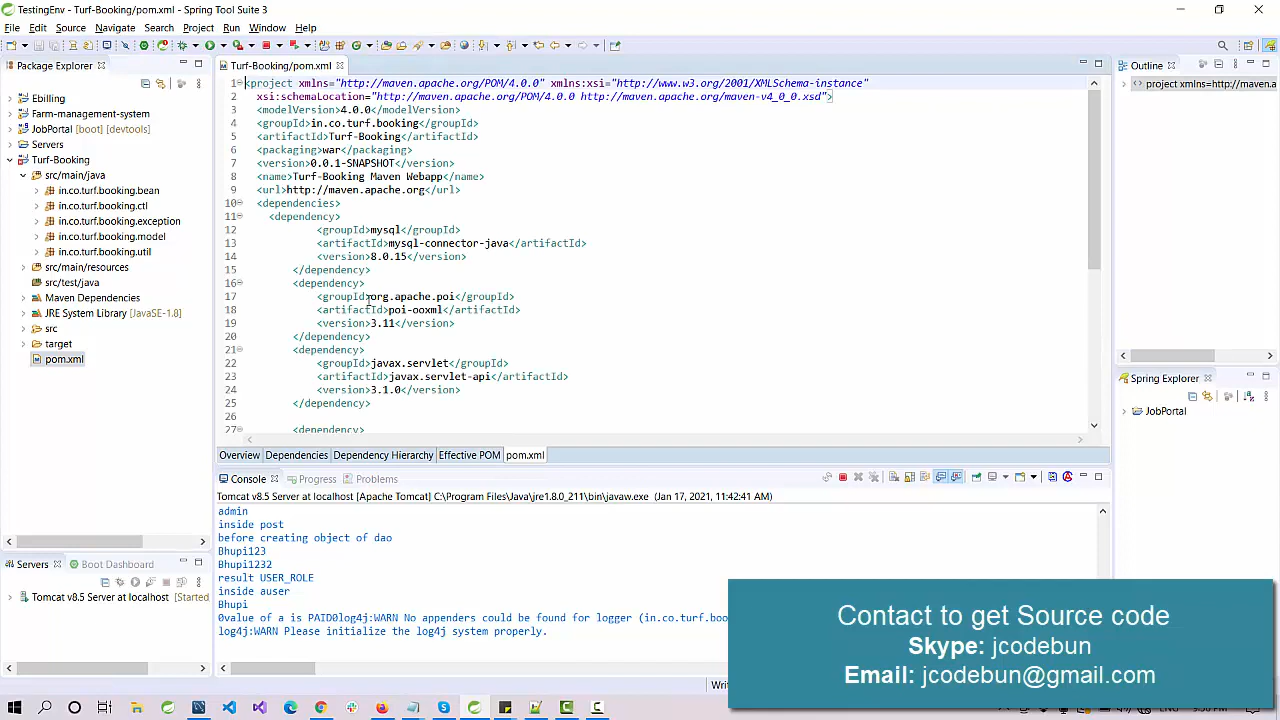 TestingEnv - Turf-Booking/pom.xml - Spring Tool Suite 3
File Edit Source Navigate Search Project Run Window Help
Package Explorer
Ebilling
Farm-management-system
JobPortal [boot] [devtools]
Servers
Turf-Booking
src/main/java
in.co.turf.booking.bean
in.co.turf.booking.ctl
in.co.turf.booking.exception
in.co.turf.booking.model
in.co.turf.booking.util
src/main/resources
src/test/java
Maven Dependencies
JRE System Library [JavaSE-1.8]
src
target
pom.xml
Turf-Booking/pom.xml
1 <project xmlns="http://maven.apache.org/POM/4.0.0" xmlns:xsi="http://www.w3.org/2001/XMLSchema-instance"
2 xsi:schemaLocation="http://maven.apache.org/POM/4.0.0 http://maven.apache.org/maven-v4_0_0.xsd">
3 <modelVersion>4.0.0</modelVersion>
4 <groupId>in.co.turf.booking</groupId>
5 <artifactId>Turf-Booking</artifactId>
6 <packaging>war</packaging>
7 <version>0.0.1-SNAPSHOT</version>
8 <name>Turf-Booking Maven Webapp</name>
9 <url>http://maven.apache.org</url>
10 <dependencies>
11 <dependency>
12 <groupId>mysql</groupId>
13 <artifactId>mysql-connector-java</artifactId>
14 <version>8.0.15</version>
15 </dependency>
16 <dependency>
17 <groupId>org.apache.poi</groupId>
18 <artifactId>poi-ooxml</artifactId>
19 <version>3.11</version>
20 </dependency>
21 <dependency>
22 <groupId>javax.servlet</groupId>
23 <artifactId>javax.servlet-api</artifactId>
24 <version>3.1.0</version>
25 </dependency>
26
27 <dependency>
Overview Dependencies Dependency Hierarchy Effective POM pom.xml
Outline
project xmlns=http://maven.a
Spring Explorer
JobPortal
Servers Boot Dashboard
Tomcat v8.5 Server at localhost [Started
Console Progress Problems
Tomcat v8.5 Server at localhost [Apache Tomcat] C:\Program Files\Java\jre1.8.0_211\bin\javaw.exe (Jan 17, 2021, 11:42:41 AM)
admin
inside post
before creating object of dao
Bhupi123
Bhupi1232
result USER_ROLE
inside auser
Bhupi
0value of a is PAID0log4j:WARN No appenders could be found for logger (in.co.turf.boo
log4j:WARN Please initialize the log4j system properly.
Contact to get Source code
Skype: jcodebun
Email: jcodebun@gmail.com